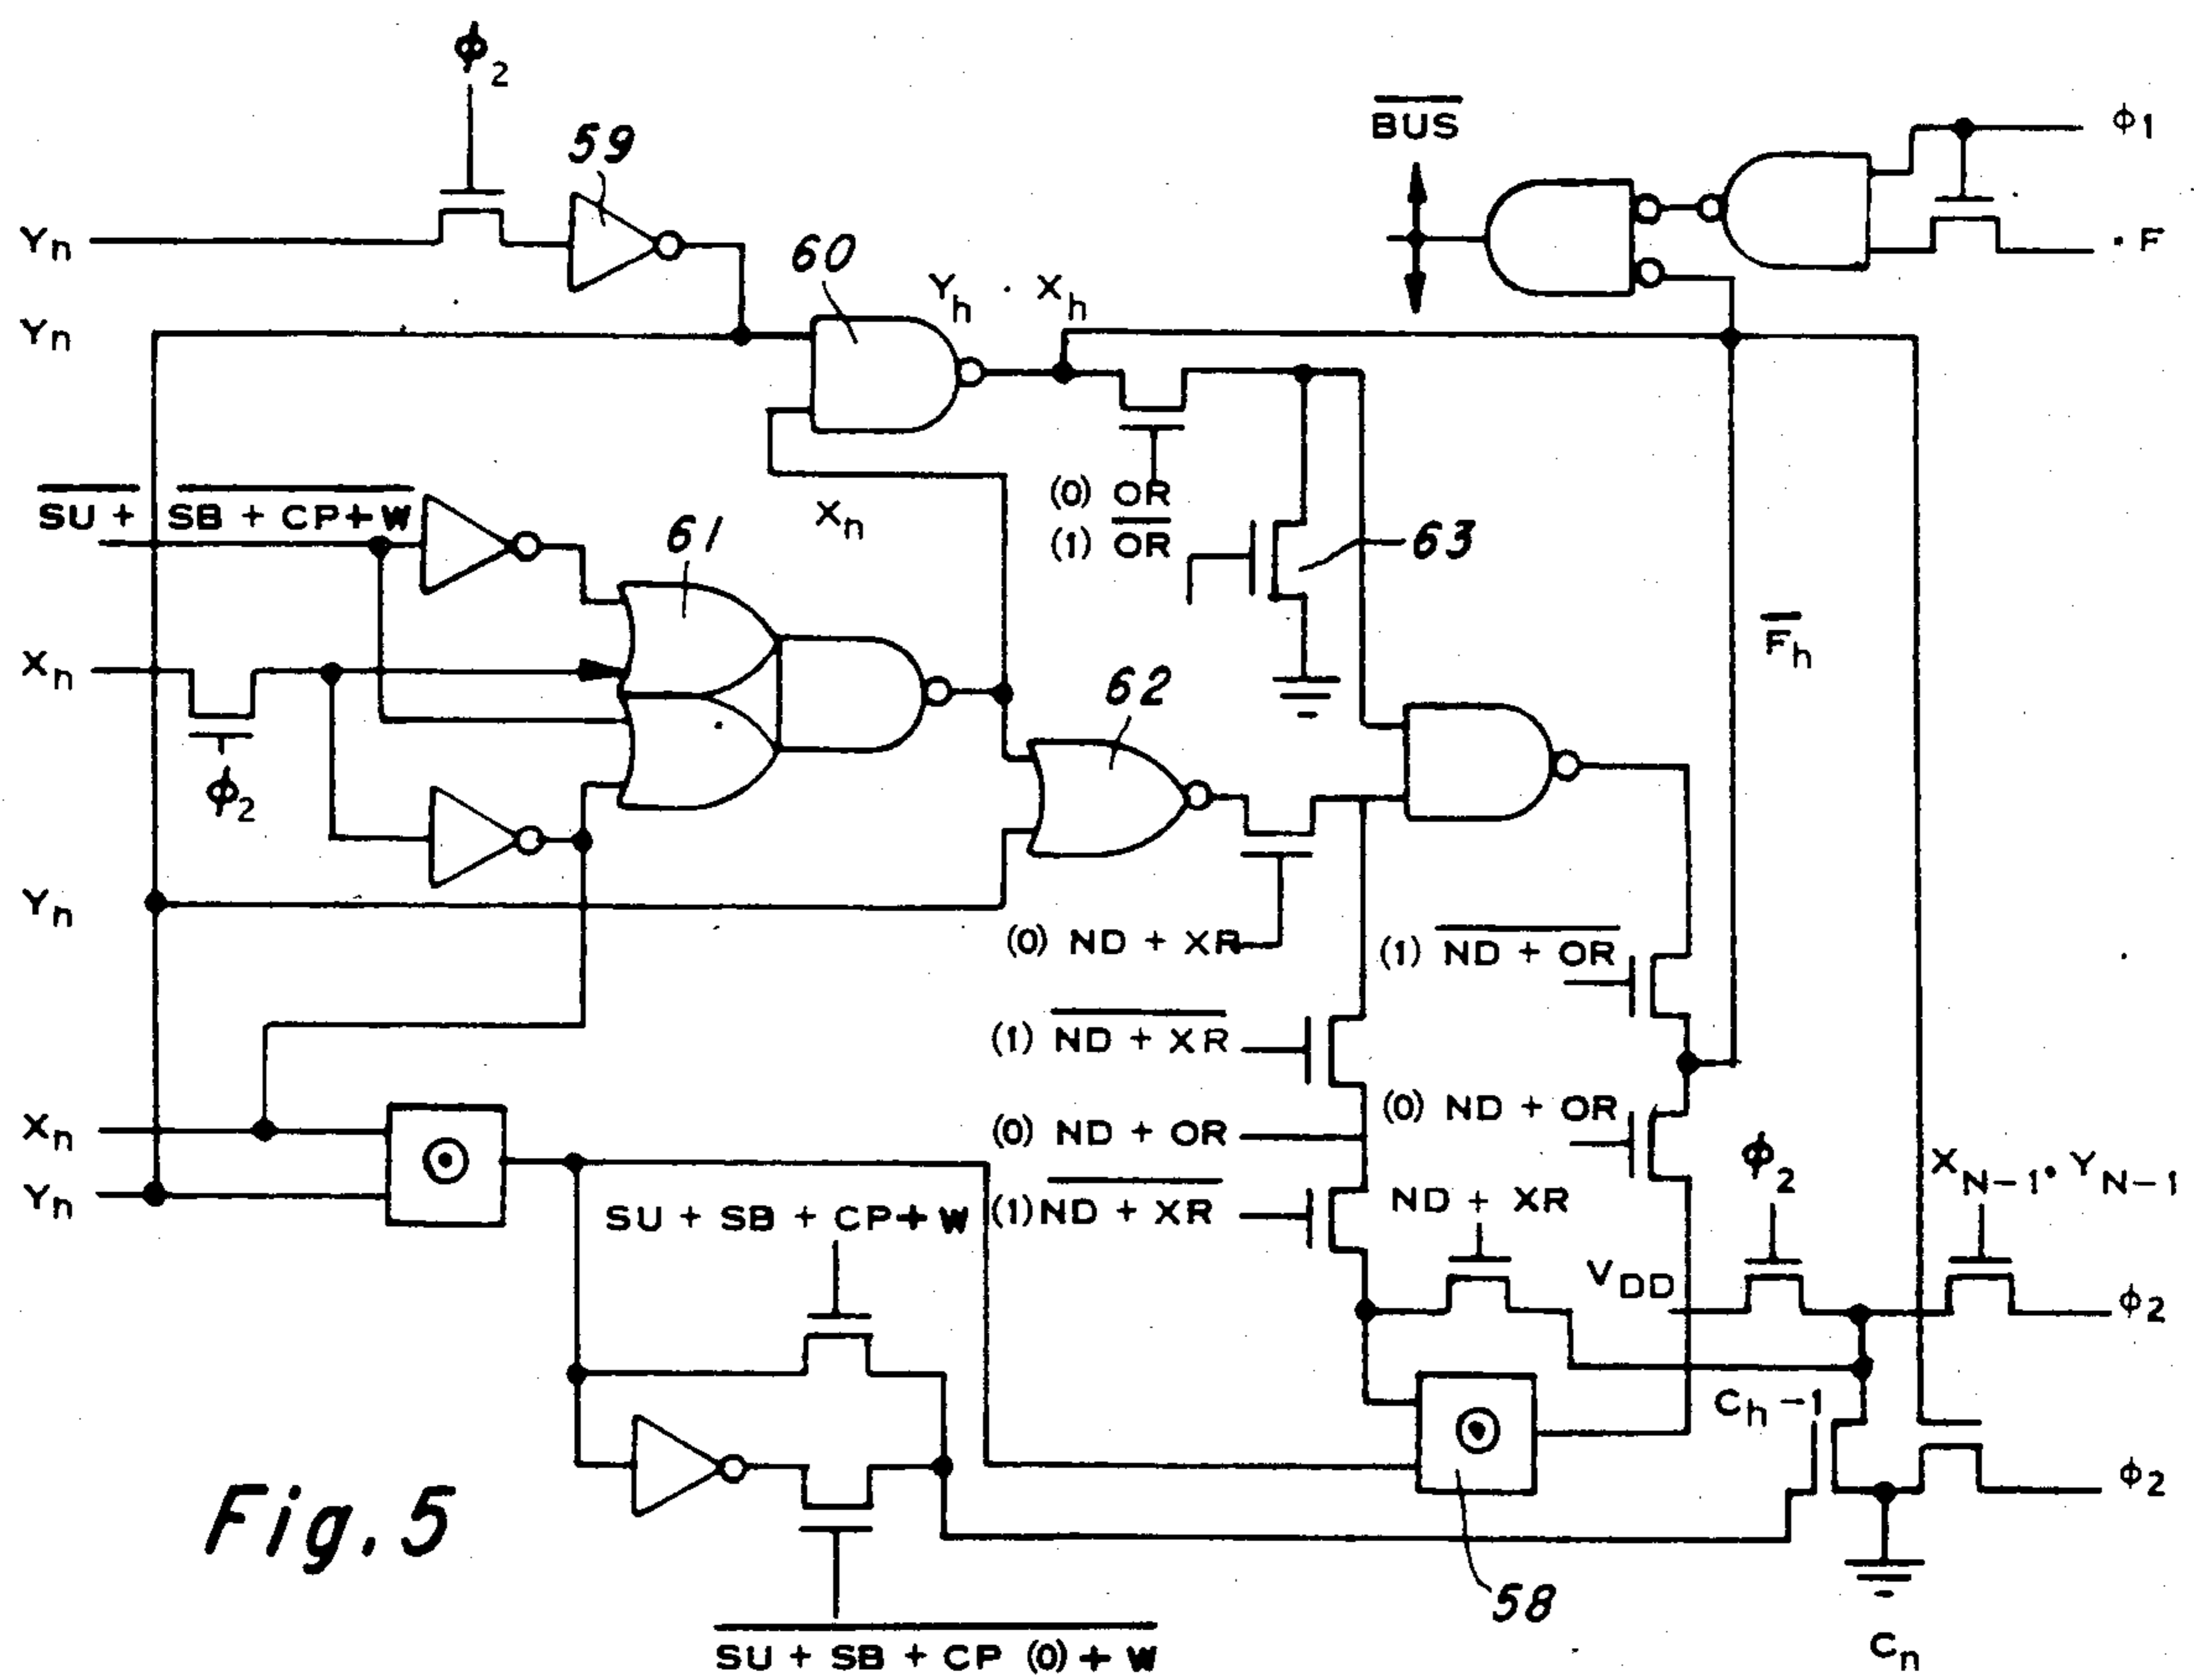 ϕ2
59
BUS
ϕ1
Yn
60
Yh · Xh
· F
Yn
SU + SB + CP + W
Xn
61
(0) OR
(1) OR
63
Xn
Fh
62
ϕ2
Yn
(0) ND + XR
(1) ND + OR
(1) ND + XR
(0) ND + OR
Xn
(0) ND + OR
ϕ2
XN-1 · YN-1
Yn
SU + SB + CP + W
(1) ND + XR
ND + XR
VDD
ϕ2
Ch-1
ϕ2
Fig. 5
58
SU + SB + CP (0) + W
Cn